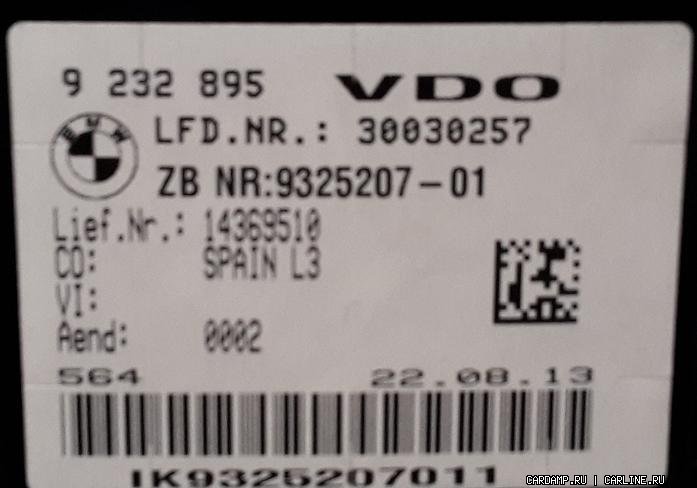 9 232 895 VDO
BMW
LFD.NR.: 30030257
ZB NR:9325207-01
Lief.Nr.: 14369510
CO: SPAIN L3
VI:
Aend: 0002
564 22.08.13
IK9325207011
CARDAMP.RU | CARLINE.RU